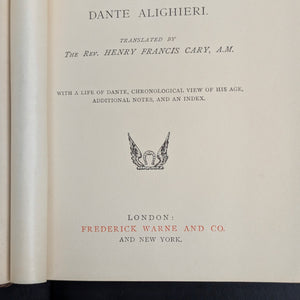 DANTE ALIGHIERI.
TRANSLATED BY
The Rev. HENRY FRANCIS CARY, A.M.
WITH A LIFE OF DANTE, CHRONOLOGICAL VIEW OF HIS AGE,
ADDITIONAL NOTES, AND AN INDEX.
LONDON:
FREDERICK WARNE AND CO.
AND NEW YORK.